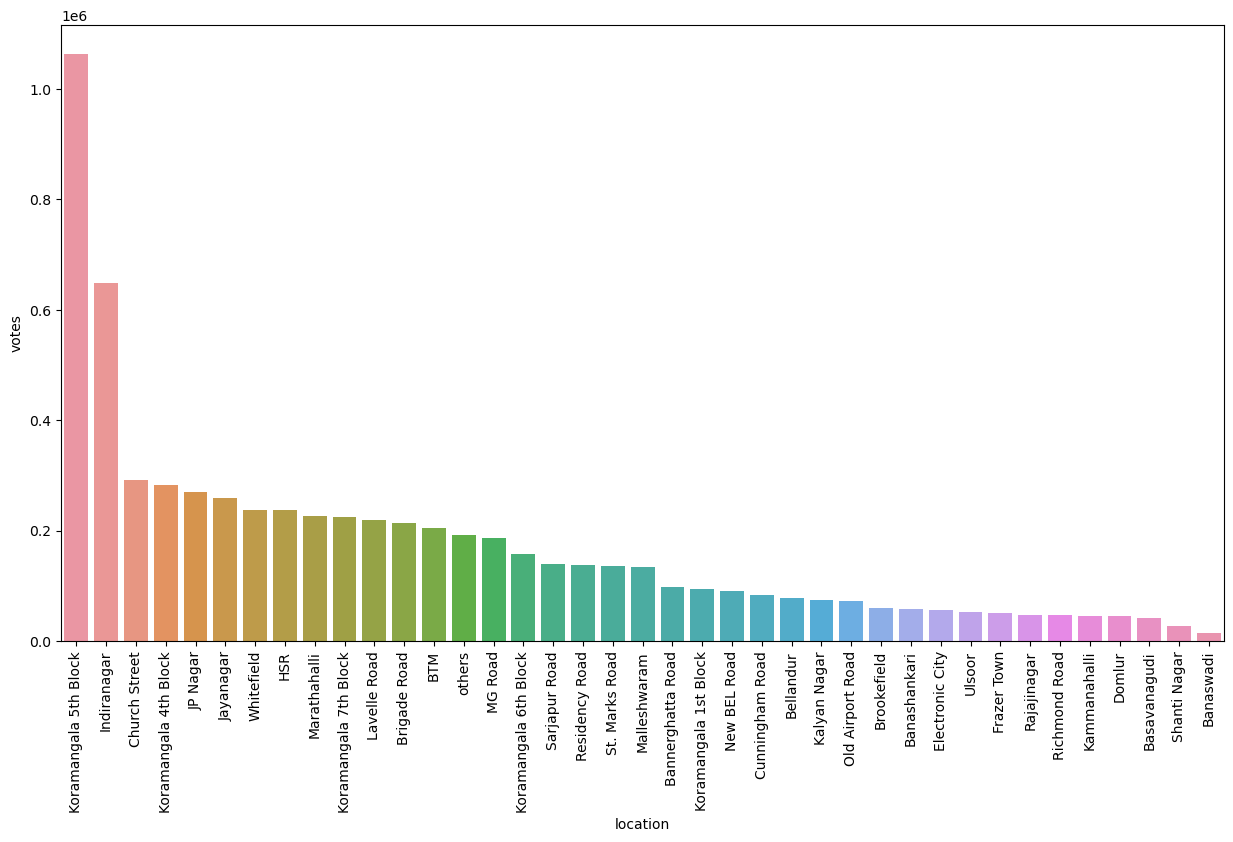 1e6
1.0
0.8
0.6
0.4
0.2
0.0
votes
Koramangala 5th Block
Indiranagar
Church Street
Koramangala 4th Block
JP Nagar
Jayanagar
Whitefield
HSR
Marathahalli
Koramangala 7th Block
Lavelle Road
Brigade Road
BTM
others
MG Road
Koramangala 6th Block
Sarjapur Road
Residency Road
St. Marks Road
Malleshwaram
Bannerghatta Road
Koramangala 1st Block
New BEL Road
Cunningham Road
Bellandur
Kalyan Nagar
Old Airport Road
Brookefield
Banashankari
Electronic City
Ulsoor
Frazer Town
Rajajinagar
Richmond Road
Kammanahalli
Domlur
Basavanagudi
Shanti Nagar
Banaswadi
location